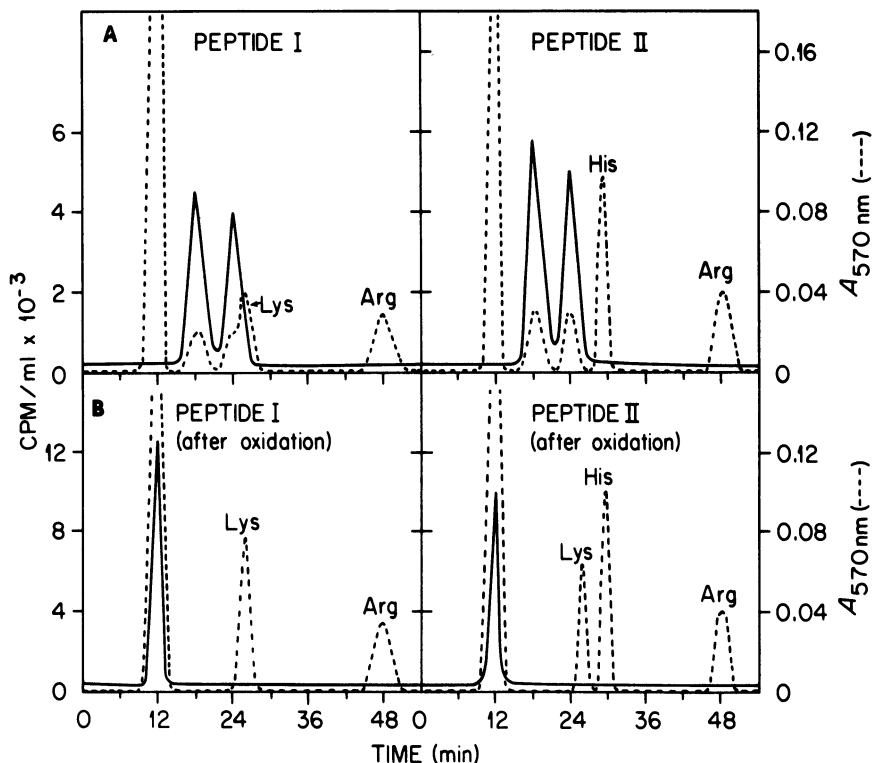 A
PEPTIDE I
PEPTIDE II
0.16
6
0.12
His
4
0.08
Lys
Arg
Arg
2
0.04
0
0
B
PEPTIDE I
(after oxidation)
PEPTIDE II
(after oxidation)
12
0.12
His
Lys
Lys
8
0.08
Arg
Arg
4
0.04
0
0
0 12 24 36 48 0 12 24 36 48
TIME (min)
CPM/ml x 10⁻³
A570 nm (----)
A570nm (----)